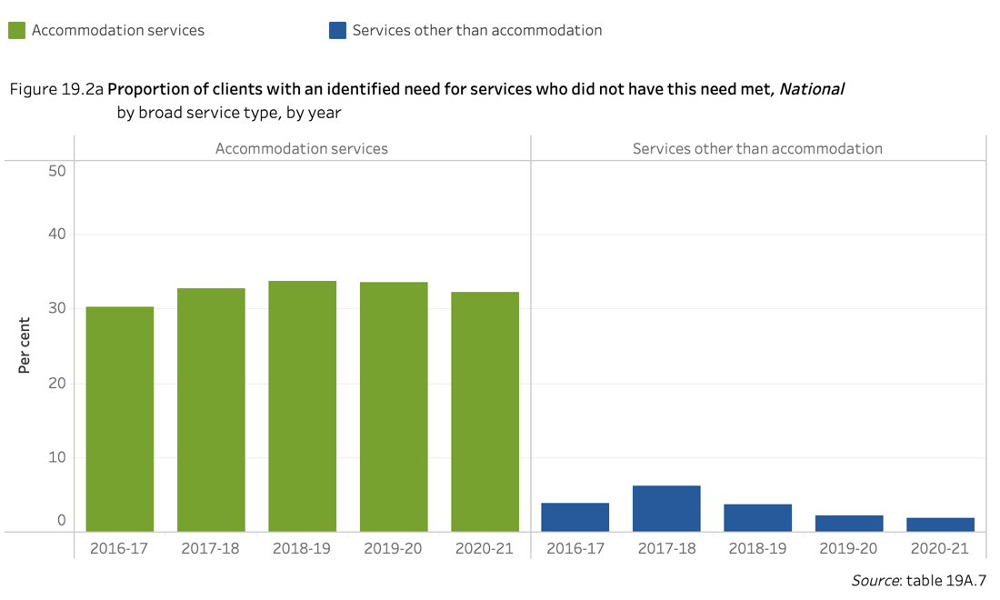 Accommodation services
Services other than accommodation
Figure 19.2a Proportion of clients with an identified need for services who did not have this need met, National
by broad service type, by year
Accommodation services
Services other than accommodation
50
40
30
20
10
0
Per cent
2016-17 2017-18 2018-19 2019-20 2020-21 2016-17 2017-18 2018-19 2019-20 2020-21
Source: table 19A.7